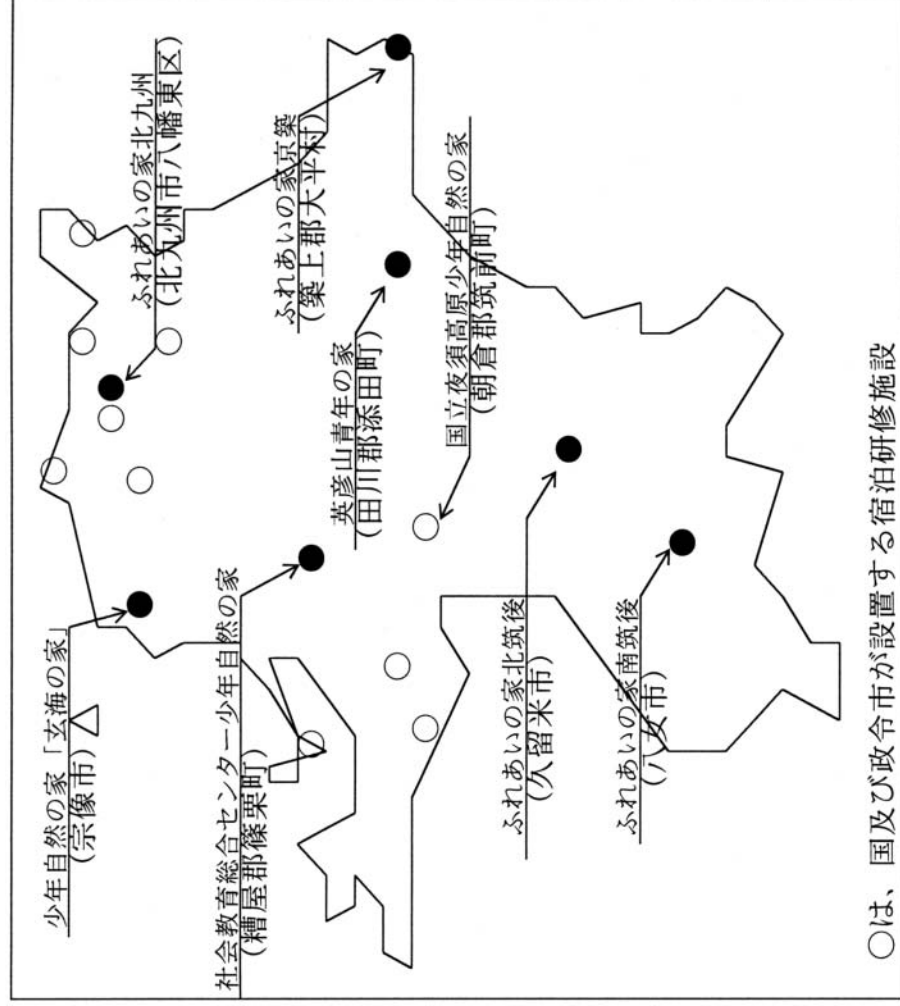 少年自然の家「玄海の家」
(宗像市)
社会教育総合センター少年自然の家
(糟屋郡篠栗町)
ふれあいの家北九州
(北九州市八幡東区)
ふれあいの家京築
(築上郡大平村)
英彦山青年の家
(田川郡添田町)
国立夜須高原少年自然の家
(朝倉郡筑前町)
ふれあいの家北筑後
(久留米市)
ふれあいの家南筑後
(八女市)
○は、国及び政令市が設置する宿泊研修施設